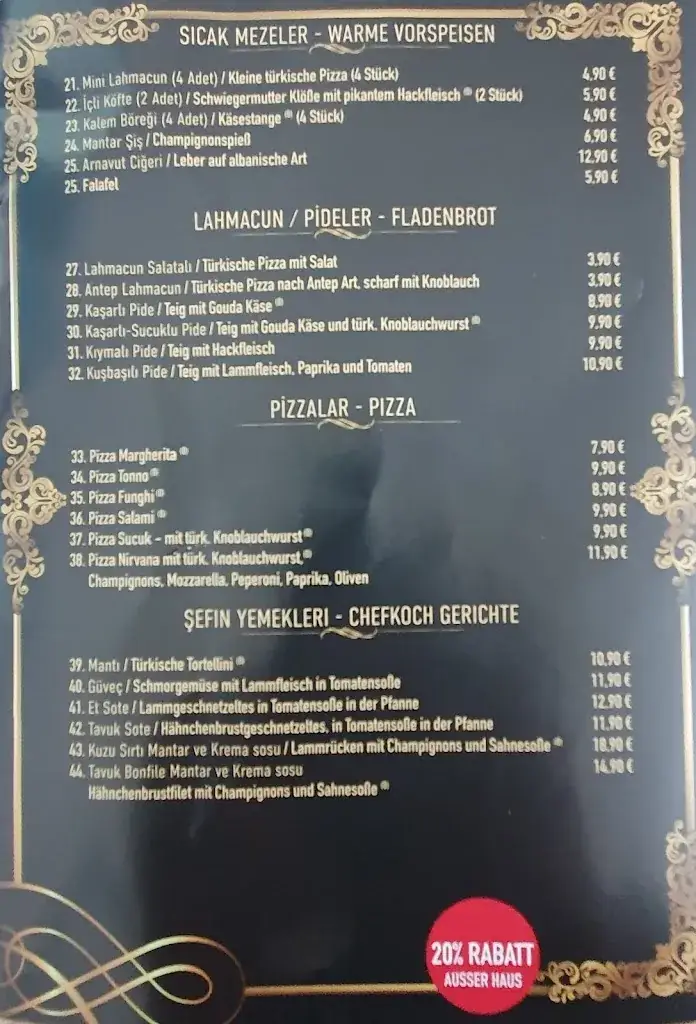 SICAK MEZELER - WARME VORSPEISEN
21. Mini Lahmacun (4 Adet) / Kleine türkische Pizza (4 Stück) 4,90 €
22. İçli Köfte (2 Adet) / Schwiegermutter Klöße mit pikantem Hackfleisch (2 Stück) 5,90 €
23. Kalem Böreği (4 Adet) / Käsestange (4 Stück) 4,90 €
24. Mantar Şiş / Champignonspieß 6,90 €
25. Arnavut Ciğeri / Leber auf albanische Art 12,90 €
25. Falafel 5,90 €
LAHMACUN / PİDELER - FLADENBROT
27. Lahmacun Salatalı / Türkische Pizza mit Salat 3,90 €
28. Antep Lahmacun / Türkische Pizza nach Antep Art, scharf mit Knoblauch 3,90 €
29. Kaşarlı Pide / Teig mit Gouda Käse 8,90 €
30. Kaşarlı-Sucuklu Pide / Teig mit Gouda Käse und türk. Knoblauchwurst 9,90 €
31. Kıymalı Pide / Teig mit Hackfleisch 9,90 €
32. Kuşbaşılı Pide / Teig mit Lammfleisch, Paprika und Tomaten 10,90 €
PİZZALAR - PIZZA
33. Pizza Margherita 7,90 €
34. Pizza Tonno 9,90 €
35. Pizza Funghi 8,90 €
36. Pizza Salami 9,90 €
37. Pizza Sucuk - mit türk. Knoblauchwurst 9,90 €
38. Pizza Nirvana mit türk. Knoblauchwurst, 11,90 €
Champignons, Mozzarella, Peperoni, Paprika, Oliven
ŞEFIN YEMEKLERI - CHEFKOCH GERICHTE
39. Mantı / Türkische Tortellini 10,90 €
40. Güveç / Schmorgemüse mit Lammfleisch in Tomatensoße 11,90 €
41. Et Sote / Lammgeschnetzeltes in Tomatensoße in der Pfanne 12,90 €
42. Tavuk Sote / Hähnchenbrustgeschnetzeltes, in Tomatensoße in der Pfanne 11,90 €
43. Kuzu Sırtı Mantar ve Krema sosu / Lammrücken mit Champignons und Sahnesoße 18,90 €
44. Tavuk Bonfile Mantar ve Krema sosu 14,90 €
Hähnchenbrustfilet mit Champignons und Sahnesoße
20% RABATT
AUSSER HAUS